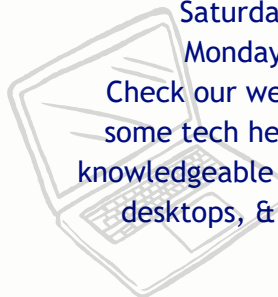 Saturda
Monday
Check our we
some tech he
knowledgeable
desktops, &